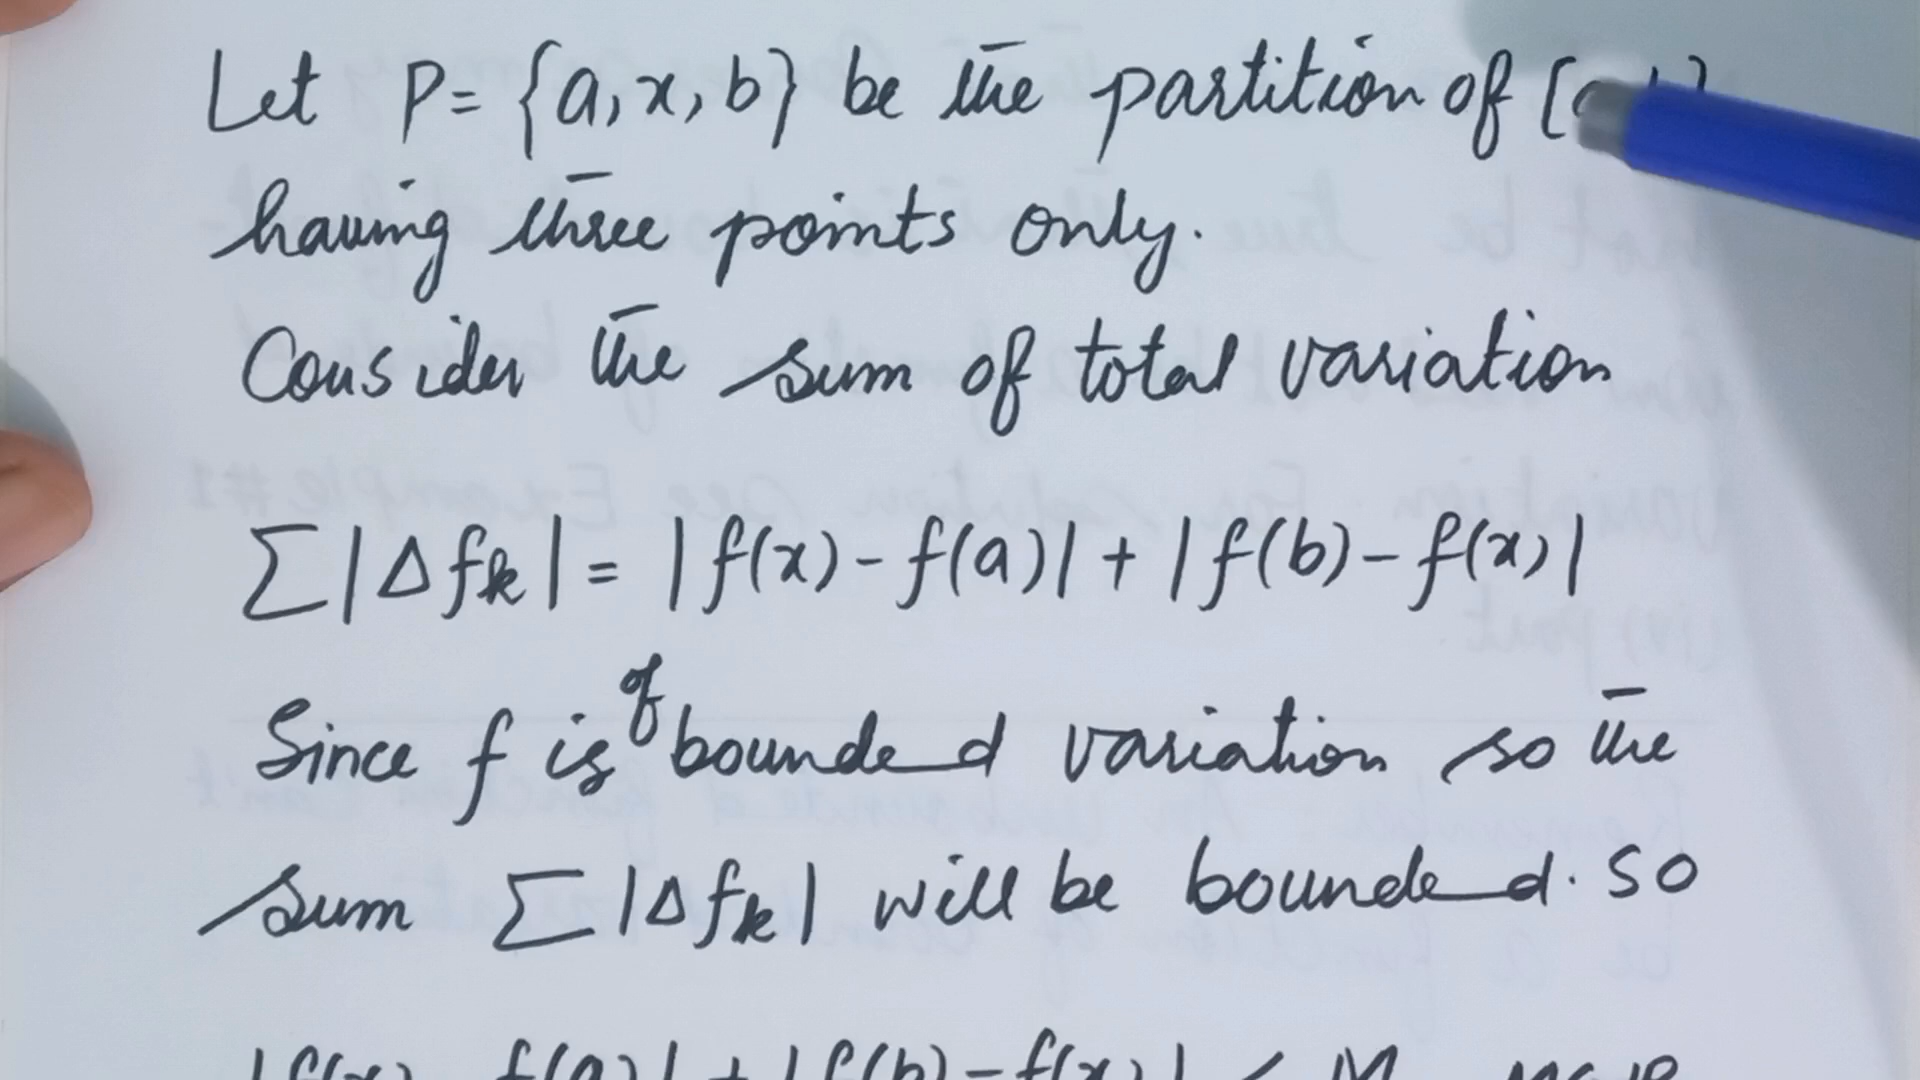 Let P= {a, x, b} be the partition of [
having three points only.
Consider the sum of total variation
∑|Δfk| = |f(x)-f(a)| + |f(b)-f(x)|
Since f is of bounded variation so the
sum ∑|Δfk| will be bounded. So
|f(x) f(a)| + |f(b)-f(x)| < M